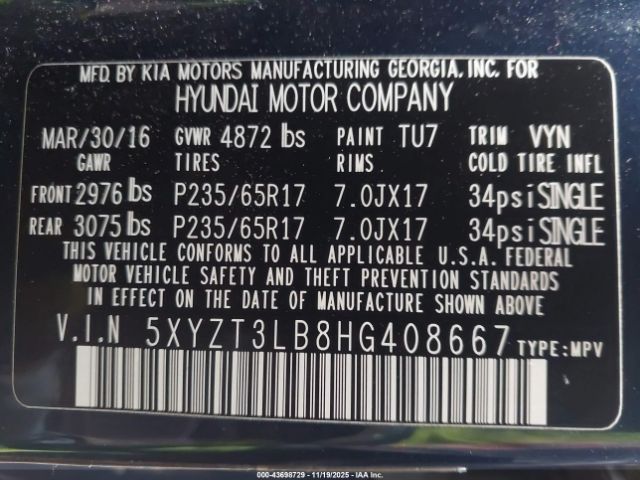 MFD. BY KIA MOTORS MANUFACTURING GEORGIA, INC. FOR
HYUNDAI MOTOR COMPANY
MAR/30/16 GVWR 4872 lbs PAINT TU7 TRIM VYN
GAWR TIRES RIMS COLD TIRE INFL
FRONT 2976 lbs P235/65R17 7.0JX17 34psi SINGLE
REAR 3075 lbs P235/65R17 7.0JX17 34psi SINGLE
THIS VEHICLE CONFORMS TO ALL APPLICABLE U.S.A. FEDERAL
MOTOR VEHICLE SAFETY AND THEFT PREVENTION STANDARDS
IN EFFECT ON THE DATE OF MANUFACTURE SHOWN ABOVE
V.I.N 5XYZT3LB8HG408667 TYPE:MPV
000-43698729 - 11/19/2025 - IAA Inc.